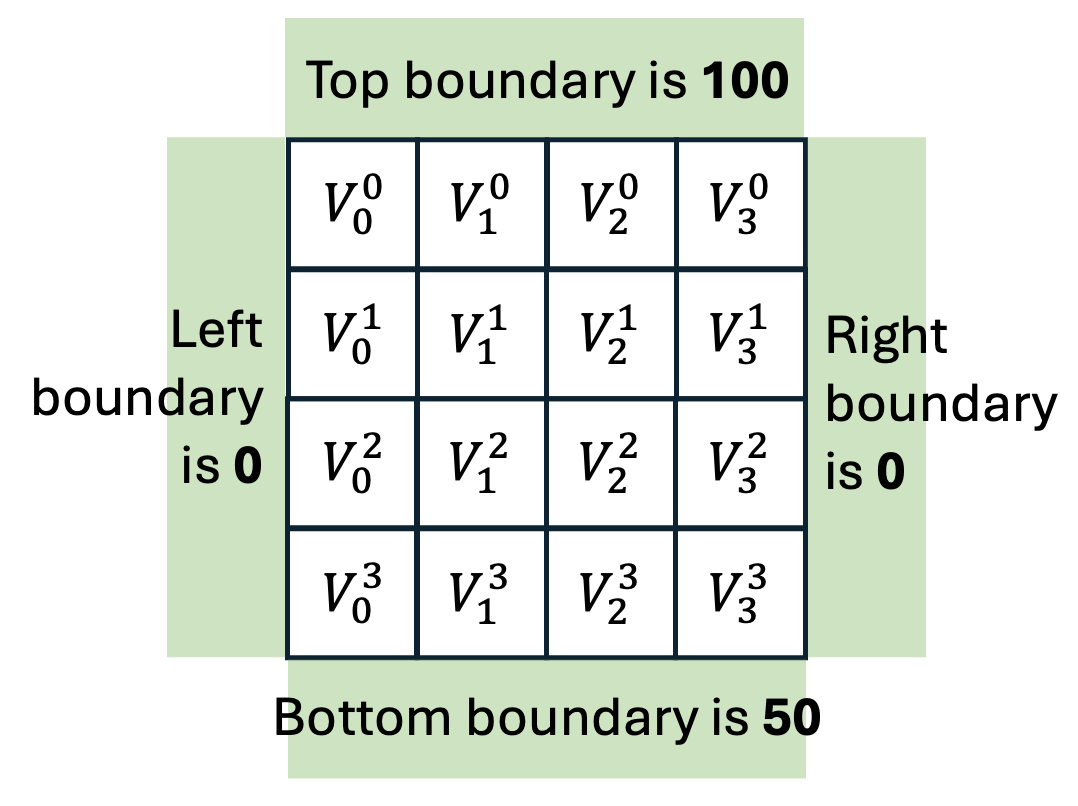 Top boundary is 100
V_0^0 V_1^0 V_2^0 V_3^0
V_0^1 V_1^1 V_2^1 V_3^1
Left
boundary
is 0
Right
boundary
is 0
V_0^2 V_1^2 V_2^2 V_3^2
V_0^3 V_1^3 V_2^3 V_3^3
Bottom boundary is 50